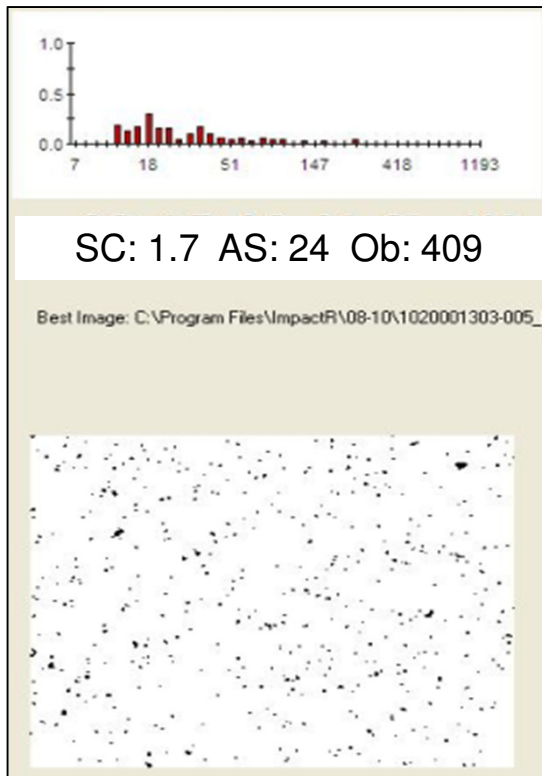 1.0
0.5
0.0
7 18 51 147 418 1193
SC: 1.7 AS: 24 Ob: 409
Best Image: C:\Program Files\ImpactR\08-10\1020001303-005_